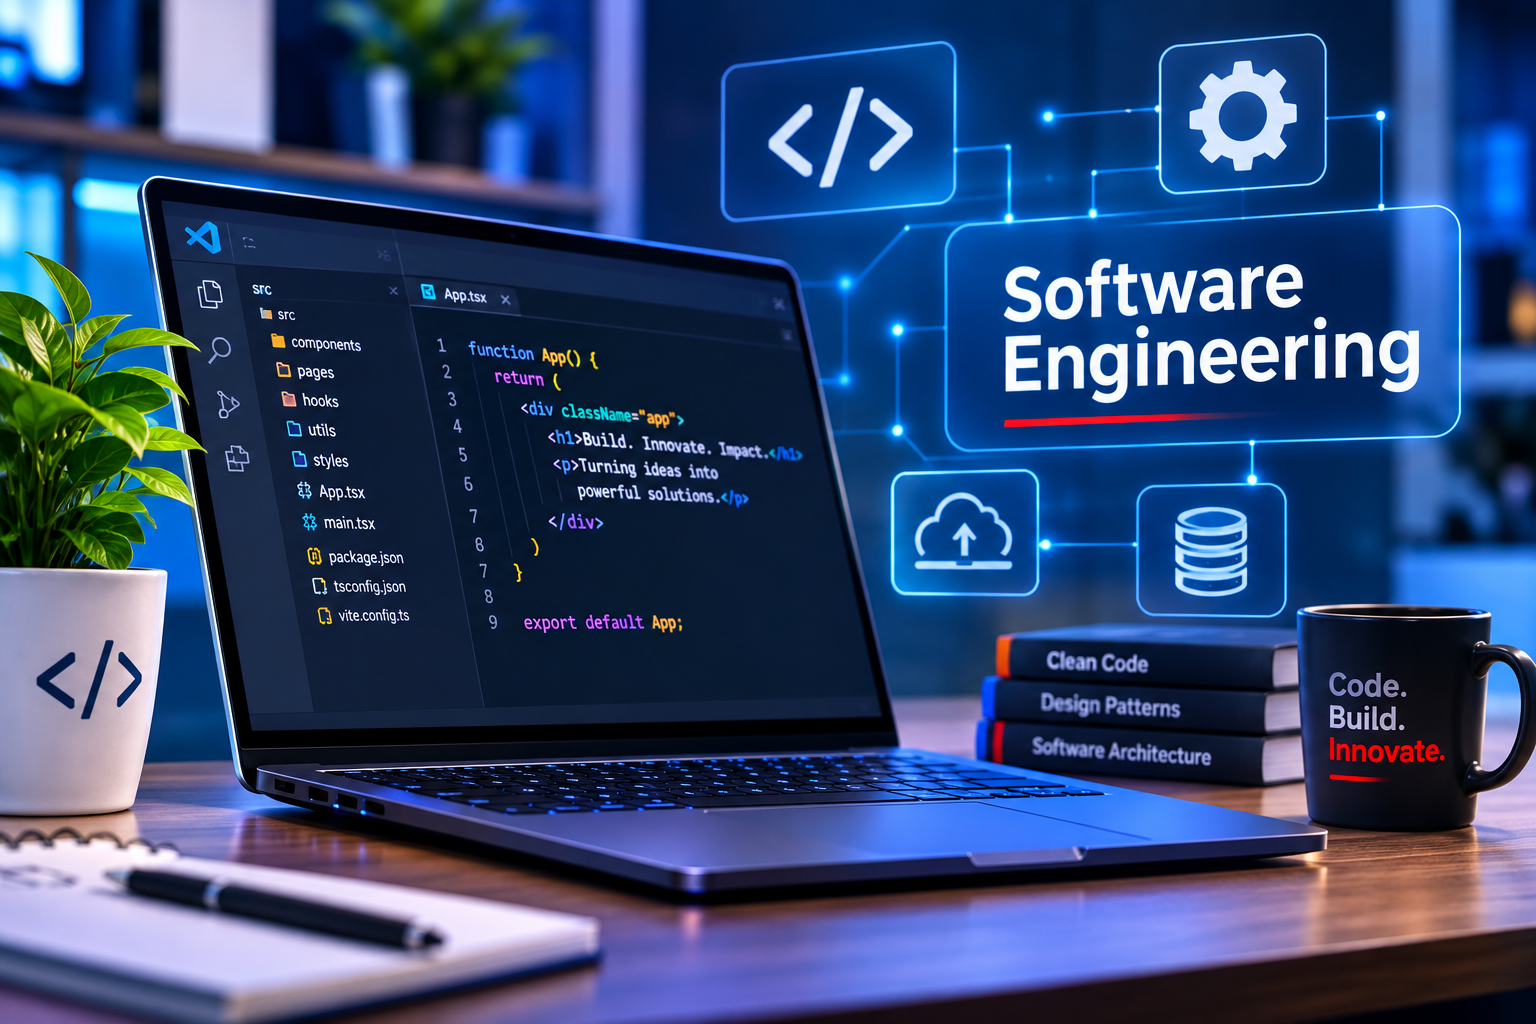 </>
Software
Engineering
src
src
components
pages
hooks
utils
styles
App.tsx
main.tsx
package.json
tsconfig.json
vite.config.ts
App.tsx
1 function App() {
2 return (
3 <div className="app">
4 <h1>Build. Innovate. Impact.</h1>
5 <p>Turning ideas into
6 powerful solutions.</p>
7 </div>
8 )
7 }
8
9 export default App;
</>
Clean Code
Design Patterns
Software Architecture
Code.
Build.
Innovate.